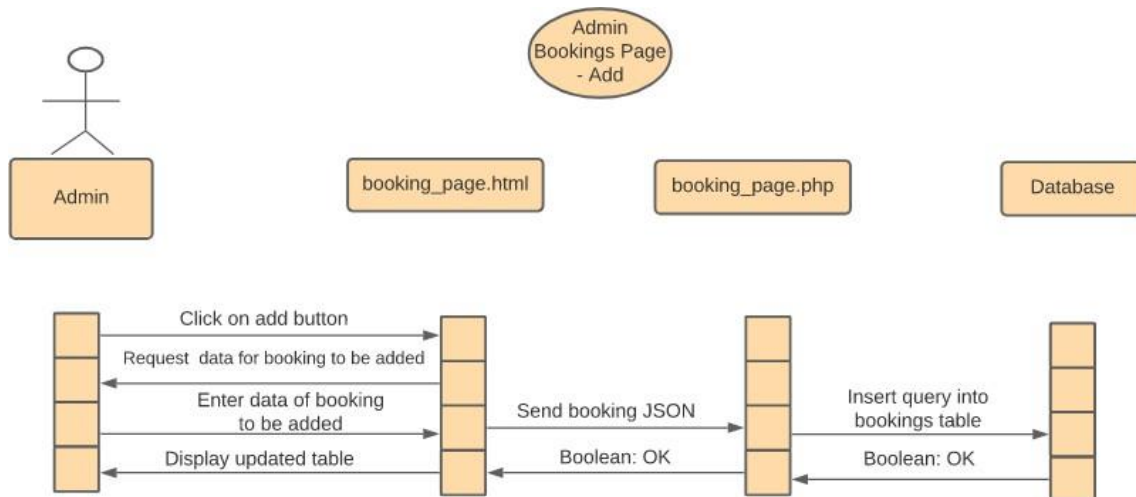 Admin
Bookings Page
- Add
Admin
booking_page.html
booking_page.php
Database
Click on add button
Request data for booking to be added
Enter data of booking
to be added
Send booking JSON
Insert query into
bookings table
Display updated table
Boolean: OK
Boolean: OK